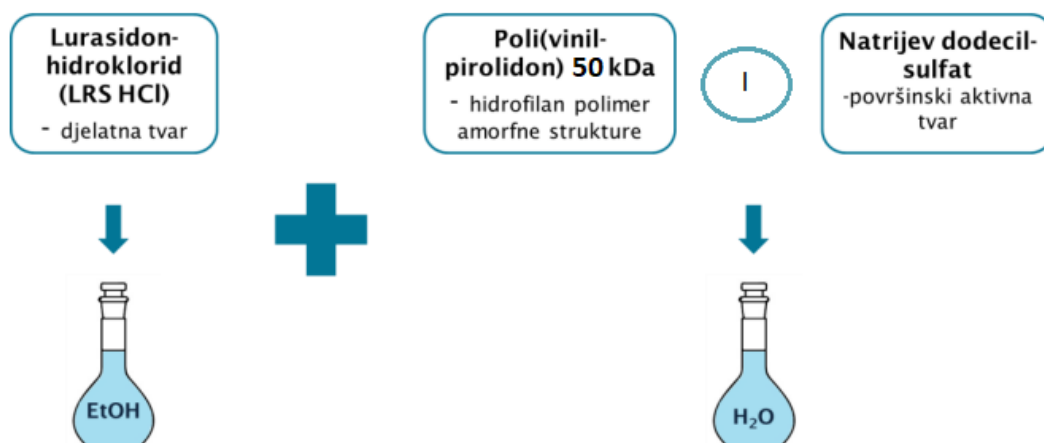 Lurasidon-
hidroklorid
(LRS HCl)
- djelatna tvar
Poli(vinil-
pirolidon) 50 kDa
- hidrofilan polimer
amorfne strukture
I
Natrijev dodecil-
sulfat
-površinski aktivna
tvar
EtOH
H₂O